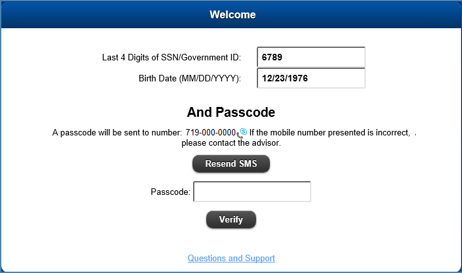 Welcome
Last 4 Digits of SSN/Government ID: 6789
Birth Date (MM/DD/YYYY): 12/23/1976
And Passcode
A passcode will be sent to number: 719-000-0000 If the mobile number presented is incorrect, .
please contact the advisor.
Resend SMS
Passcode:
Verify
Questions and Support